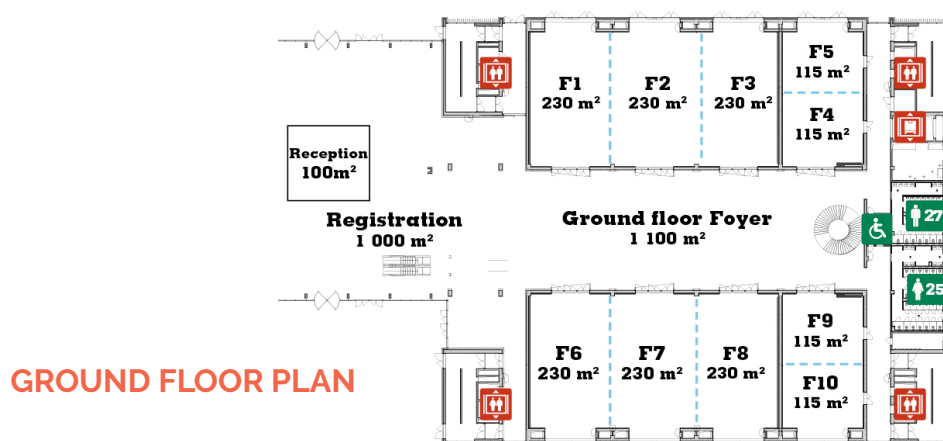 F1
230 m²
F2
230 m²
F3
230 m²
F5
115 m²
F4
115 m²
Reception
100m²
Registration
1 000 m²
Ground floor Foyer
1 100 m²
27
25
F6
230 m²
F7
230 m²
F8
230 m²
F9
115 m²
F10
115 m²
GROUND FLOOR PLAN